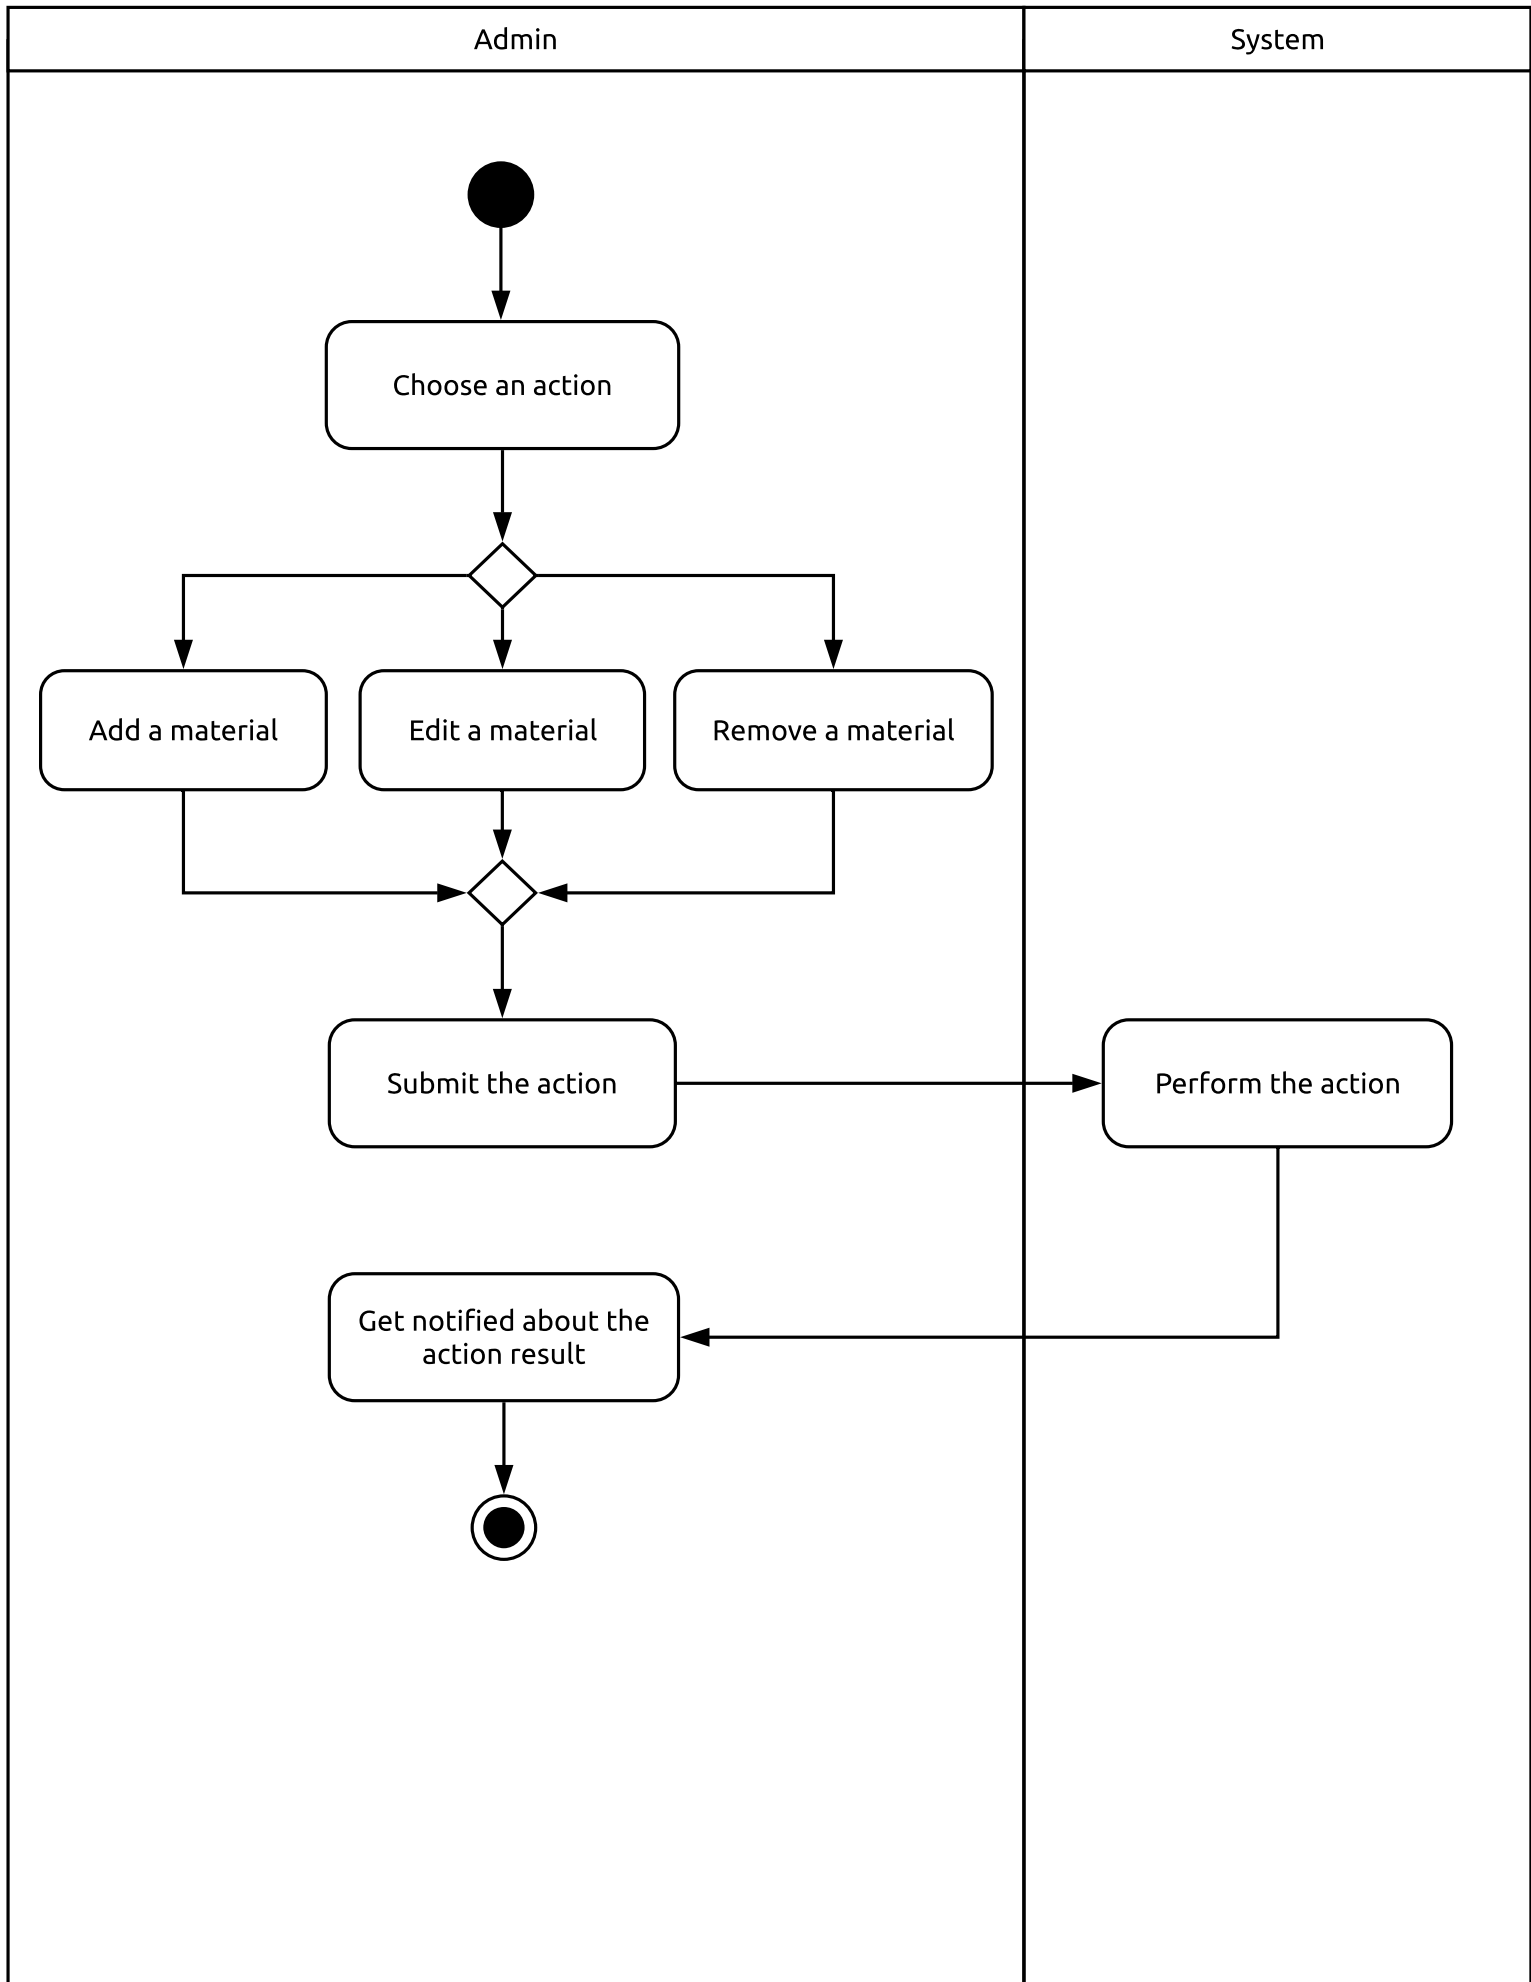 Admin
System
Choose an action
Add a material
Edit a material
Remove a material
Submit the action
Perform the action
Get notified about the
action result